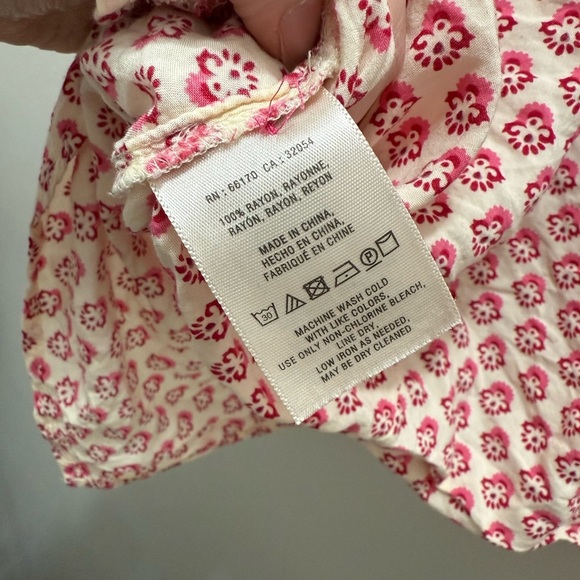 RN : 66170 CA : 32054
100% RAYON, RAYONNE,
RAYON, RAYON, REYON
MADE IN CHINA,
HECHO EN CHINA,
FABRIQUÉ EN CHINE
30 P
MACHINE WASH COLD
WITH LIKE COLORS,
USE ONLY NON-CHLORINE BLEACH,
LINE DRY,
LOW IRON AS NEEDED,
MAY BE DRY CLEANED